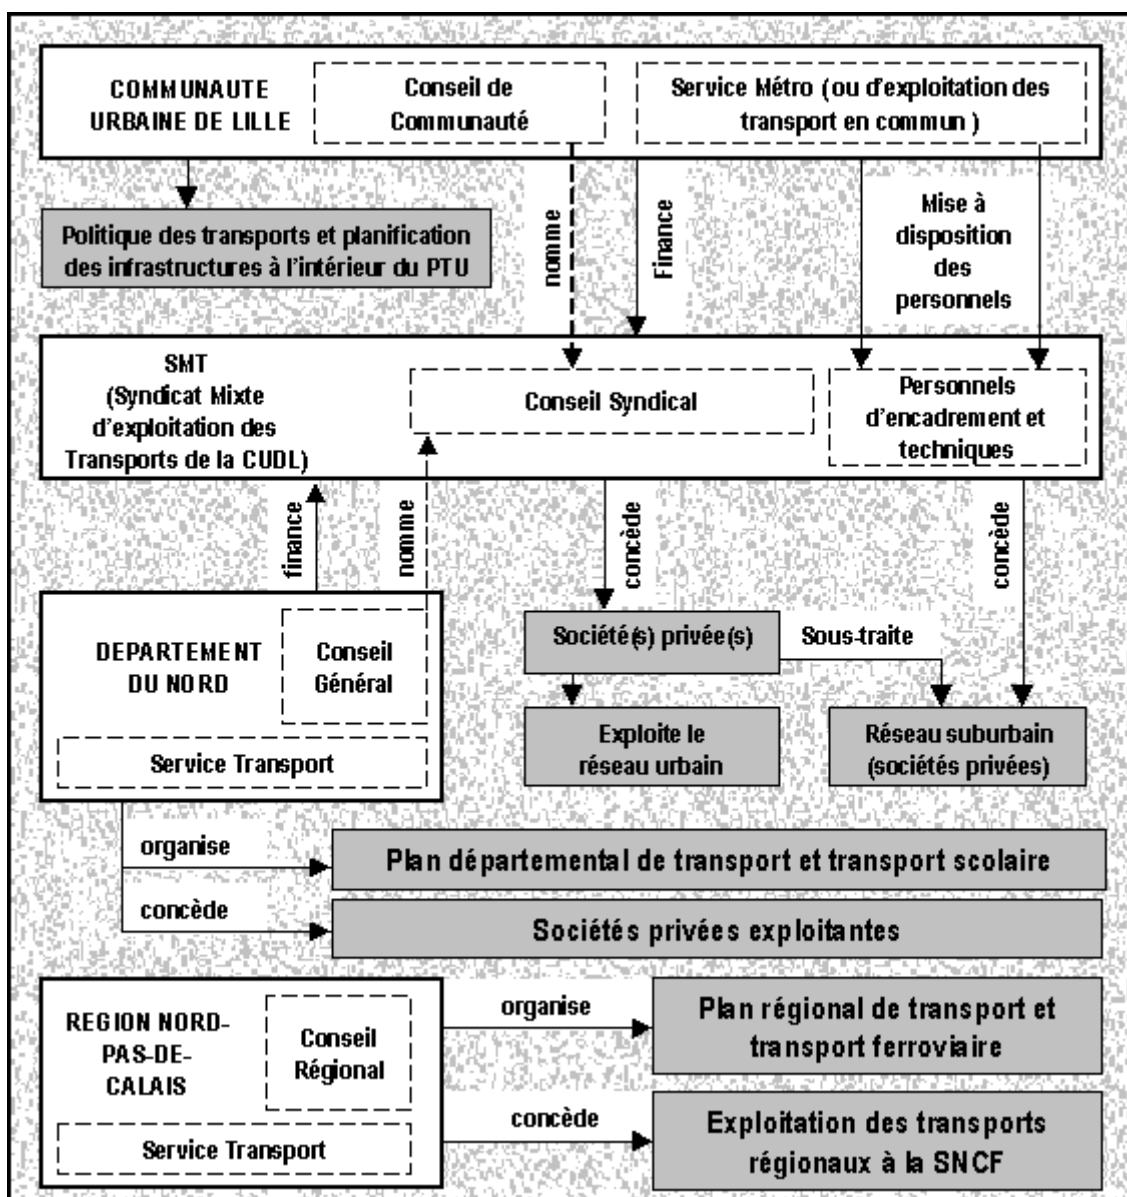 COMMUNAUTE
URBAINE DE LILLE
Conseil de
Communauté
Service Métro (ou d'exploitation des
transport en commun )
nomme
Finance
Mise à
disposition
des
personnels
Politique des transports et planification
des infrastructures à l'intérieur du PTU
SMT
(Syndicat Mixte
d'exploitation des
Transports de la CUDL)
Conseil Syndical
Personnels
d'encadrement et
techniques
finance
nomme
concède
concède
DEPARTEMENT
DU NORD
Conseil
Général
Service Transport
Société(s) privée(s)
Sous-traite
Exploite le
réseau urbain
Réseau suburbain
(sociétés privées)
organise
Plan départemental de transport et transport scolaire
concède
Sociétés privées exploitantes
REGION NORD-
PAS-DE-
CALAIS
Conseil
Régional
Service Transport
organise
Plan régional de transport et
transport ferroviaire
concède
Exploitation des transports
régionaux à la SNCF